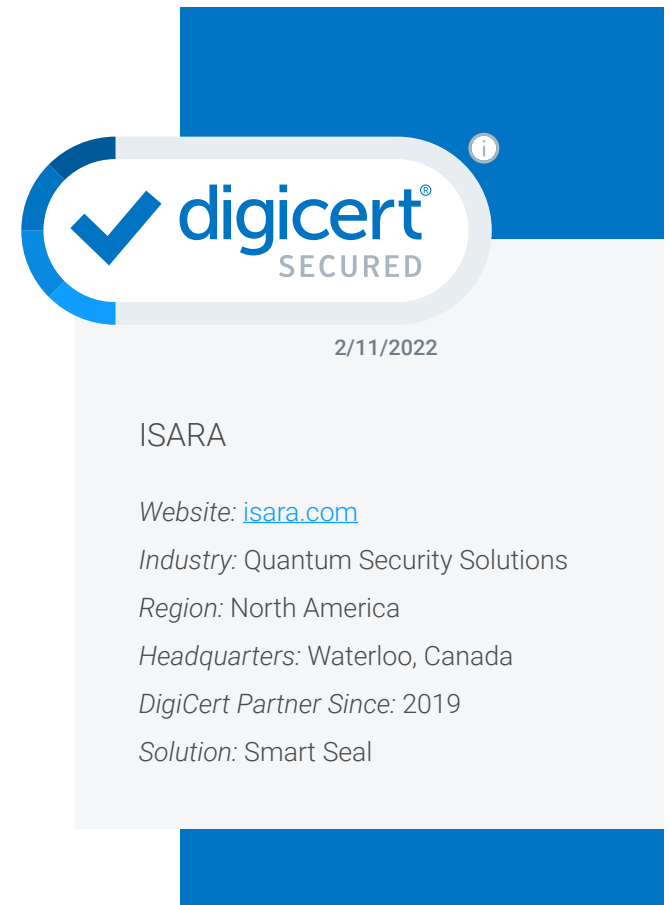 digicert®
SECURED
2/11/2022
ISARA
Website: isara.com
Industry: Quantum Security Solutions
Region: North America
Headquarters: Waterloo, Canada
DigiCert Partner Since: 2019
Solution: Smart Seal